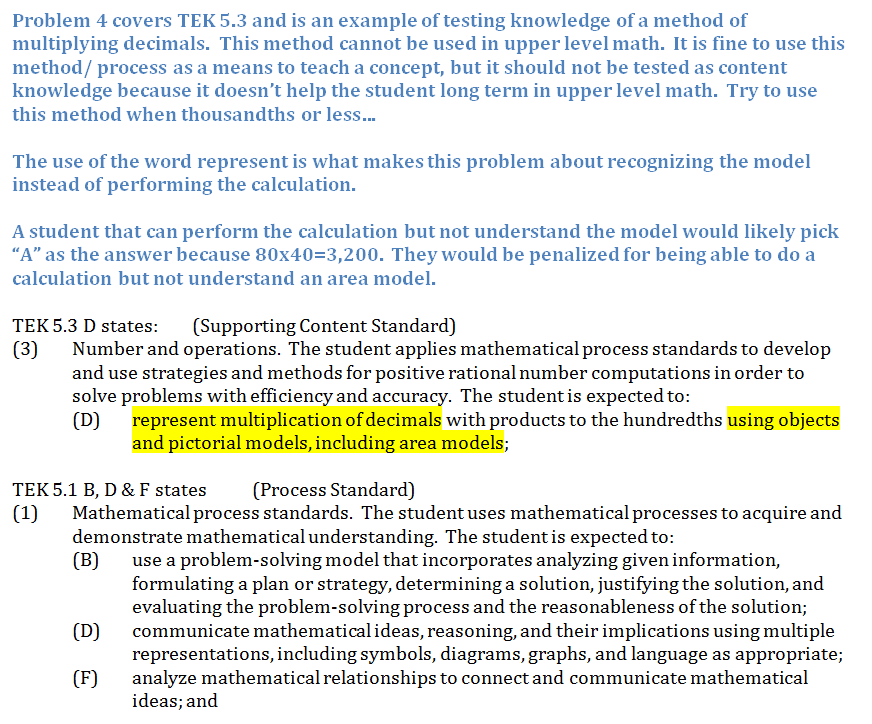 Problem 4 covers TEK 5.3 and is an example of testing knowledge of a method of
multiplying decimals.  This method cannot be used in upper level math.  It is fine to use this
method/ process as a means to teach a concept, but it should not be tested as content
knowledge because it doesn't help the student long term in upper level math.  Try to use
this method when thousandths or less...
The use of the word represent is what makes this problem about recognizing the model
instead of performing the calculation.
A student that can perform the calculation but not understand the model would likely pick
“A” as the answer because 80x40=3,200.  They would be penalized for being able to do a
calculation but not understand an area model.
TEK 5.3 D states: (Supporting Content Standard)
(3) Number and operations.  The student applies mathematical process standards to develop
and use strategies and methods for positive rational number computations in order to
solve problems with efficiency and accuracy.  The student is expected to:
(D) represent multiplication of decimals with products to the hundredths using objects
and pictorial models, including area models;
TEK 5.1 B, D & F states (Process Standard)
(1) Mathematical process standards.  The student uses mathematical processes to acquire and
demonstrate mathematical understanding.  The student is expected to:
(B) use a problem-solving model that incorporates analyzing given information,
formulating a plan or strategy, determining a solution, justifying the solution, and
evaluating the problem-solving process and the reasonableness of the solution;
(D) communicate mathematical ideas, reasoning, and their implications using multiple
representations, including symbols, diagrams, graphs, and language as appropriate;
(F) analyze mathematical relationships to connect and communicate mathematical
ideas; and